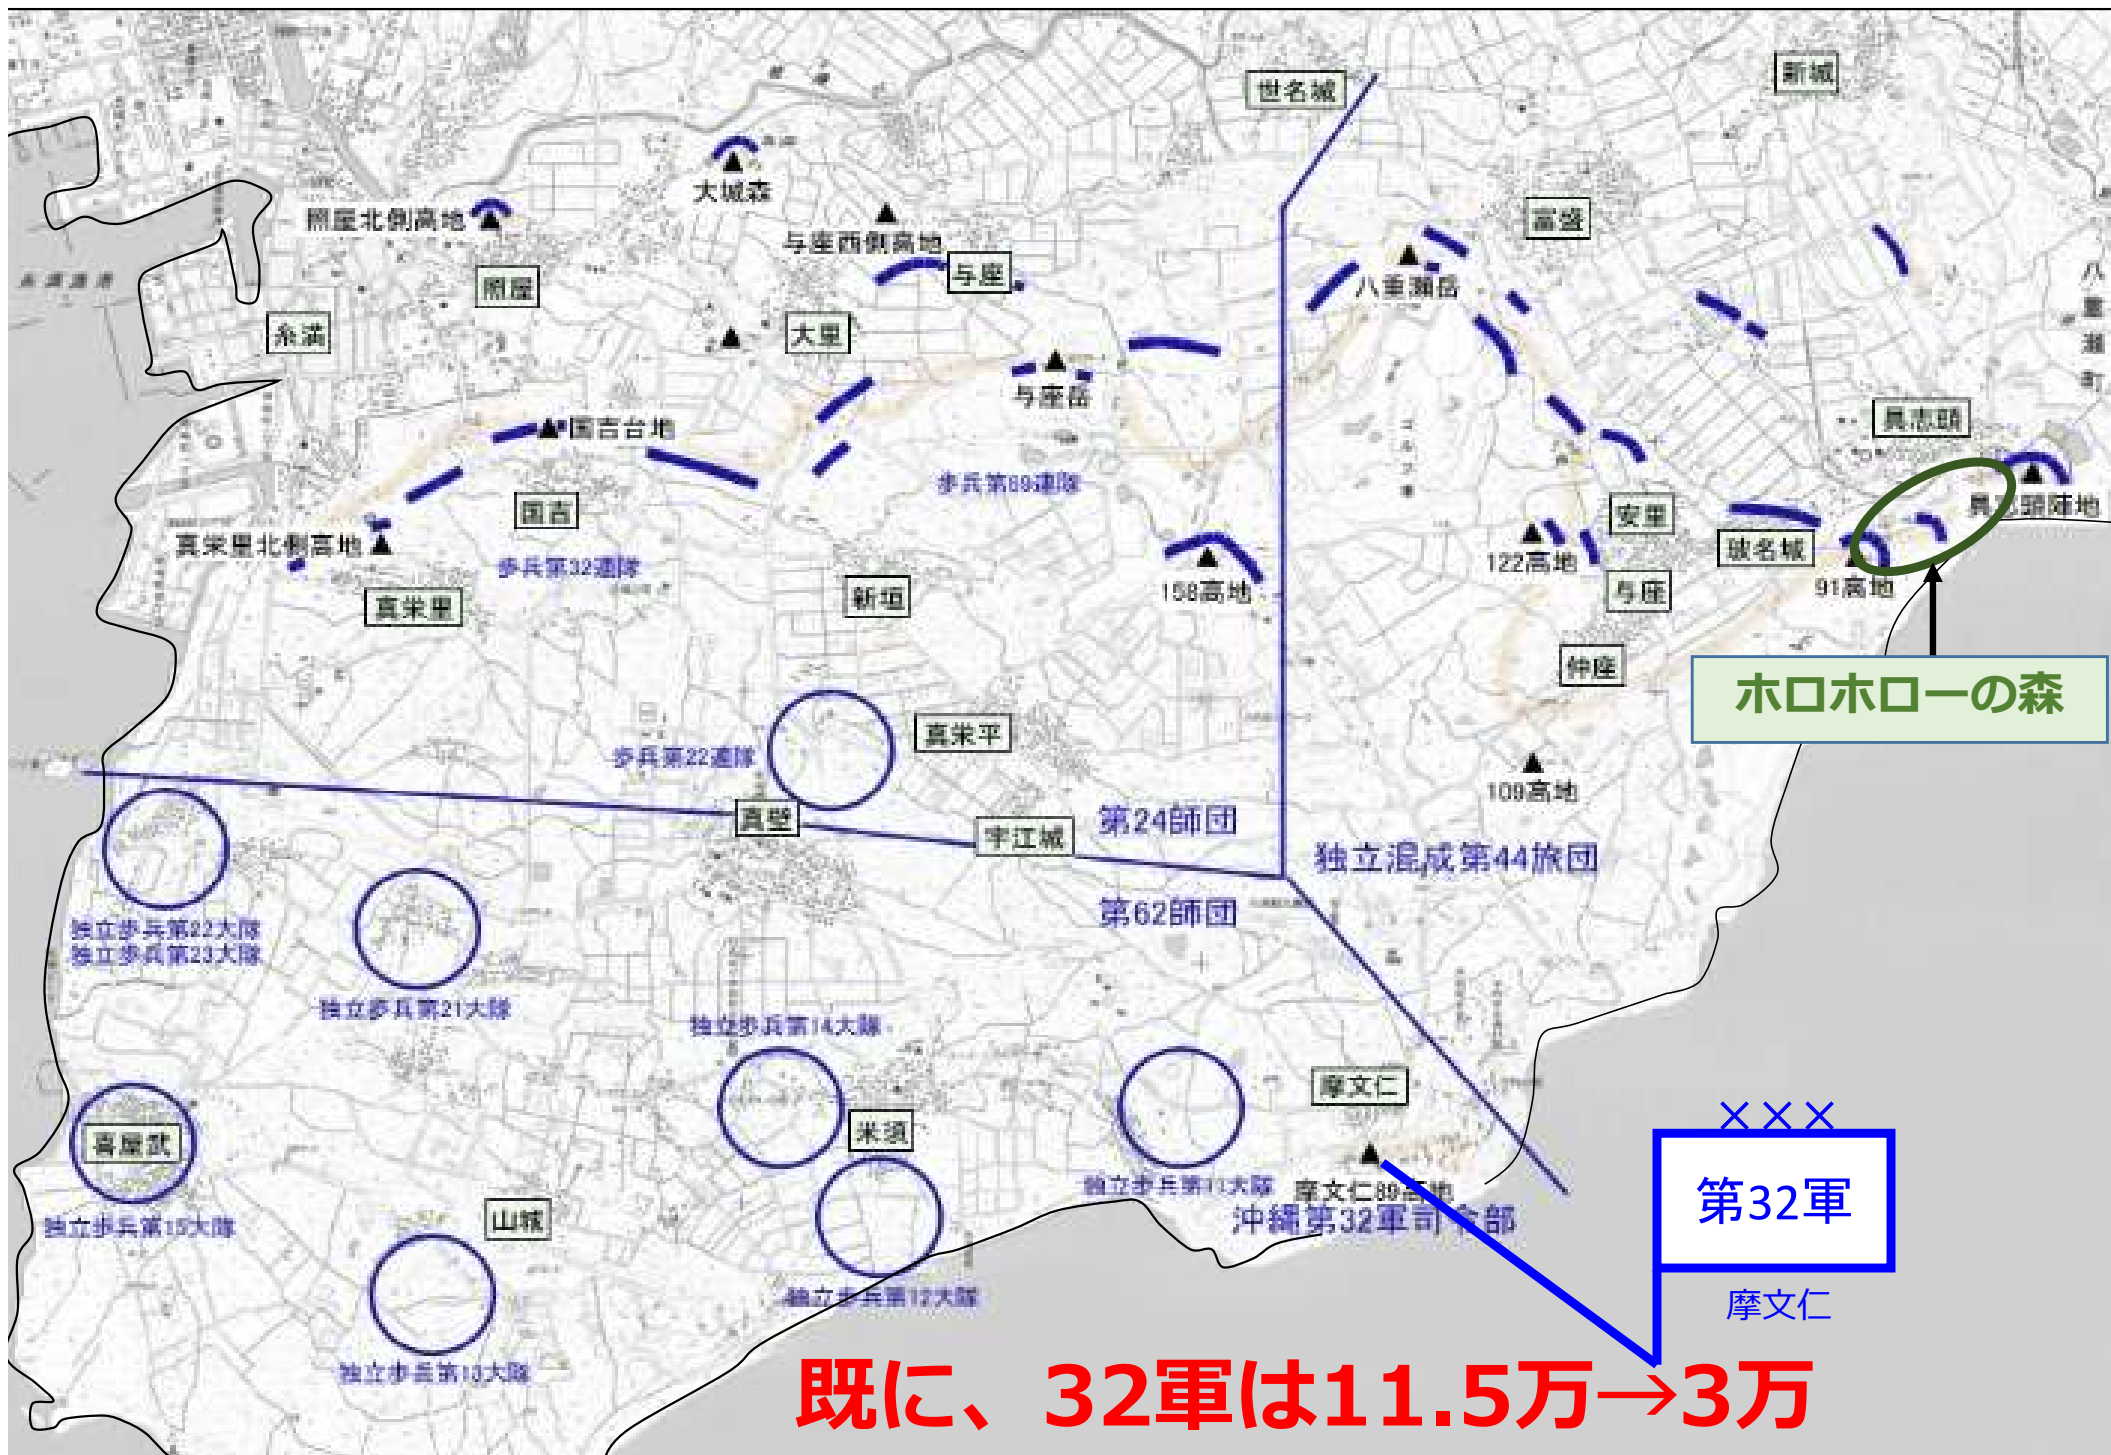 世名城
新城
大城森
照屋北側高地
与座西側高地
富盛
照屋
与座
八重瀬岳
糸満
大里
八重瀬町
与座岳
国吉台地
具志頭
歩兵第89連隊
具志頭陣地
国吉
安里
真栄里北側高地
122高地
玻名城
歩兵第32連隊
158高地
91高地
真栄里
新垣
与座
仲座
ホロホローの森
真栄平
歩兵第22連隊
109高地
真壁
宇江城
第24師団
独立混成第44旅団
第62師団
独立歩兵第22大隊
独立歩兵第23大隊
独立歩兵第21大隊
独立歩兵第14大隊
摩文仁
×××
米須
喜屋武
独立歩兵第11大隊
摩文仁89高地
第32軍
独立歩兵第15大隊
山城
沖縄第32軍司令部
独立歩兵第12大隊
摩文仁
独立歩兵第13大隊
既に、32軍は11.5万→3万